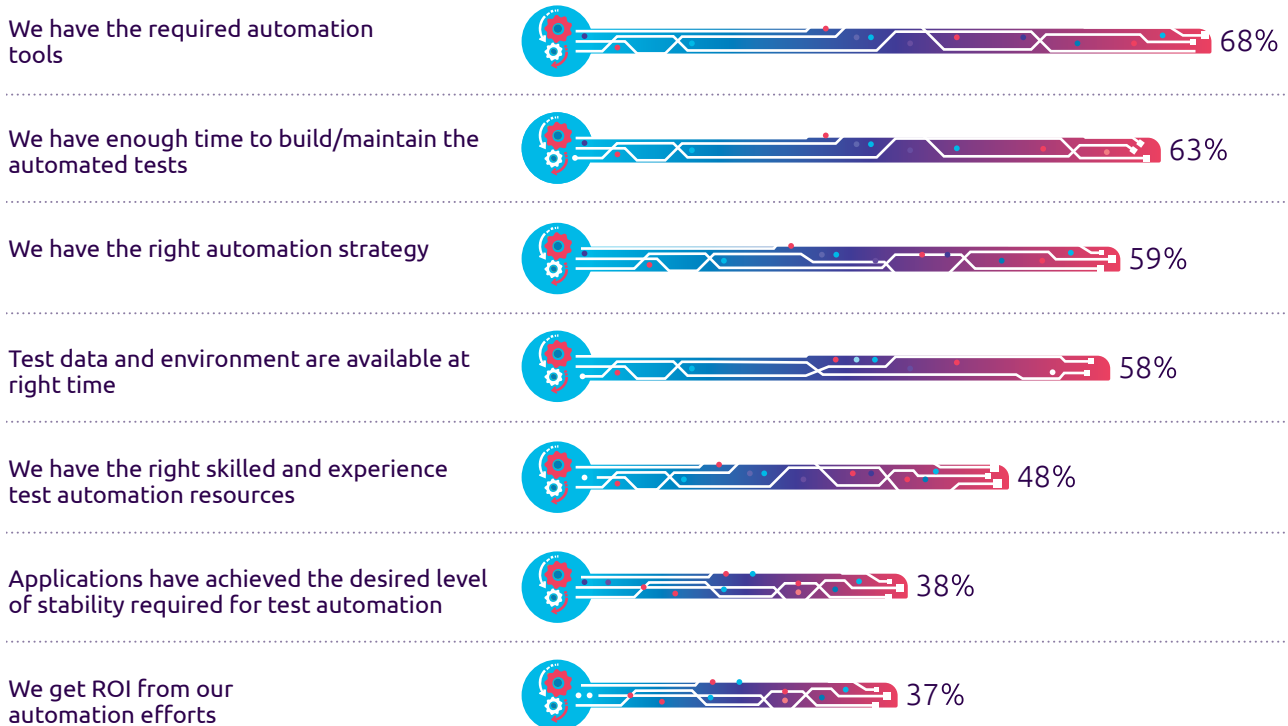 We have the required automation
tools
68%
We have enough time to build/maintain the
automated tests
63%
We have the right automation strategy
59%
Test data and environment are available at
right time
58%
We have the right skilled and experience
test automation resources
48%
Applications have achieved the desired level
of stability required for test automation
38%
We get ROI from our
automation efforts
37%